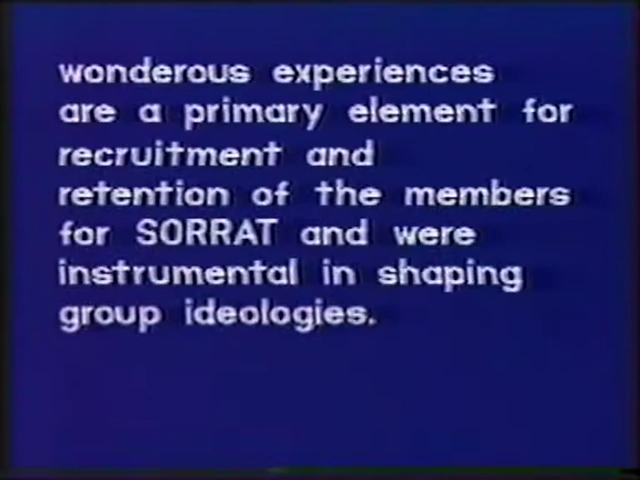 wonderous experiences
are a primary element for
recruitment and
retention of the members
for SORRAT and were
instrumental in shaping
group ideologies.